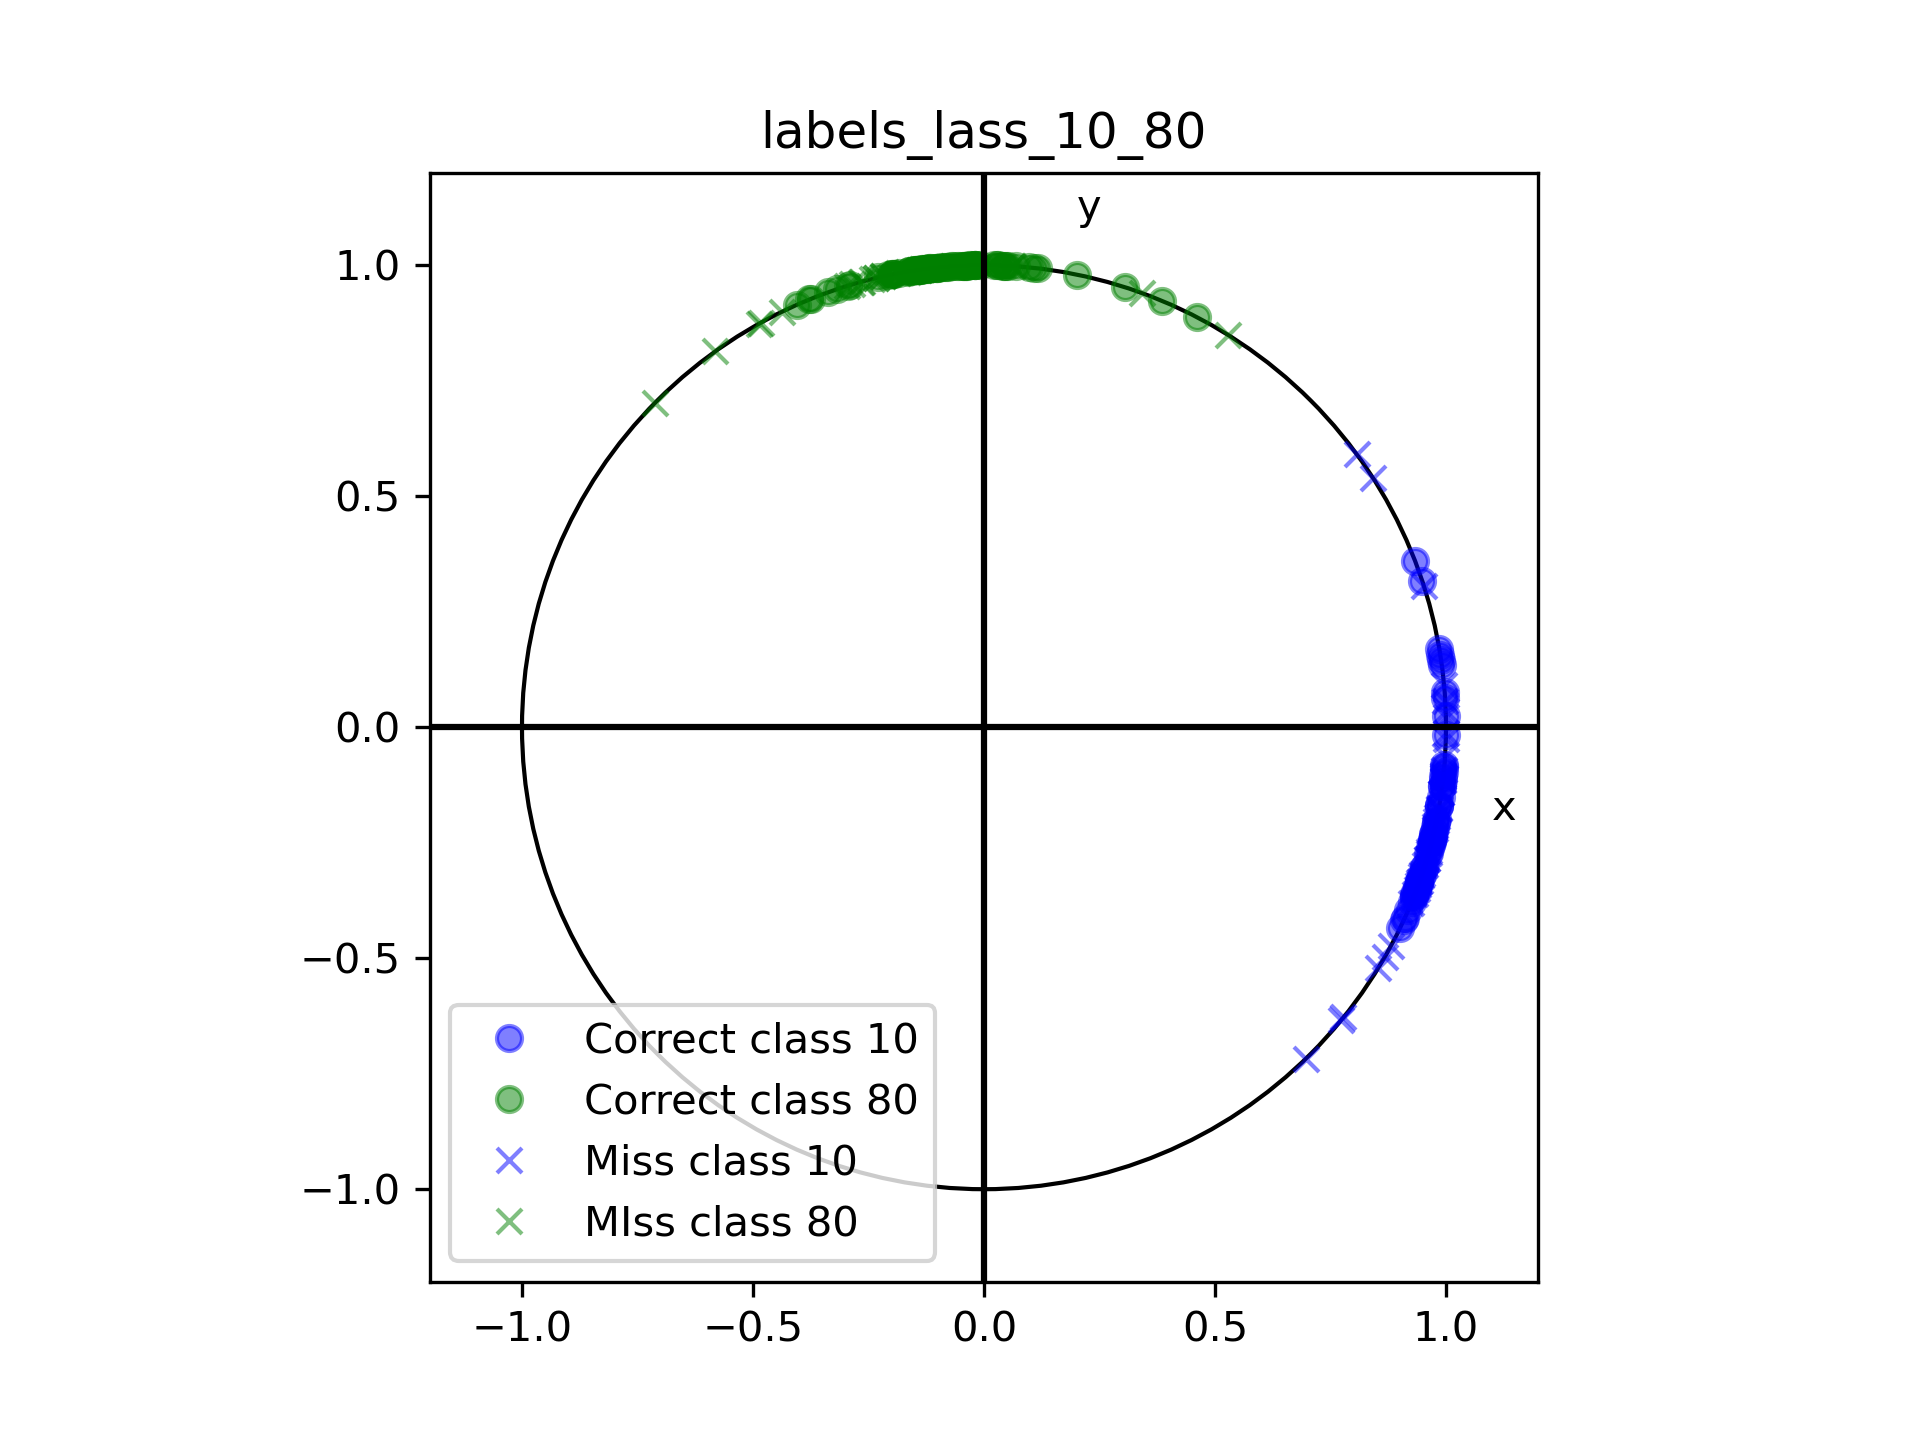 labels_lass_10_80
y
1.0
0.5
0.0
x
−0.5
−1.0
Correct class 10
Correct class 80
Miss class 10
MIss class 80
−1.0 −0.5 0.0 0.5 1.0